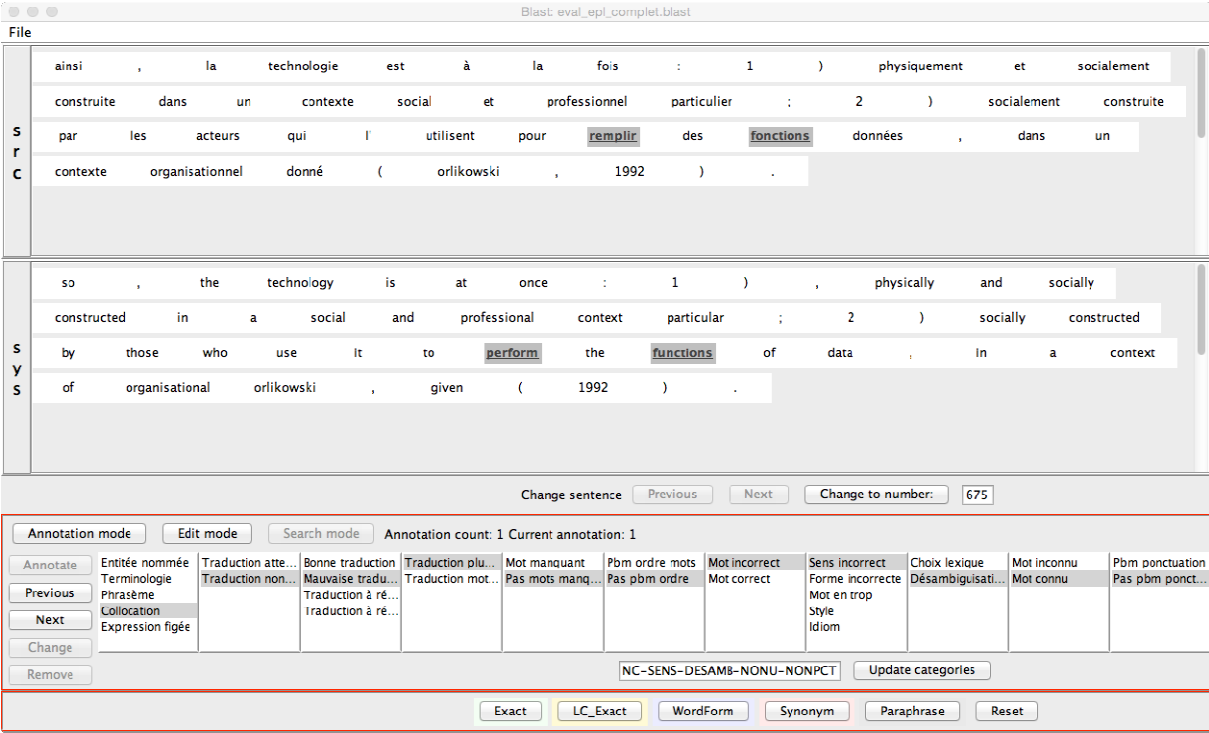 Blast: eval_epl_complet.blast
File
src
ainsi , la technologie est à la fois : 1 ) physiquement et socialement
construite dans un contexte social et professionnel particulier ; 2 ) socialement construite
par les acteurs qui l' utilisent pour remplir des fonctions données , dans un
contexte organisationnel donné ( orlikowski , 1992 ) .
sys
so , the technology is at once : 1 ) , physically and socially
constructed in a social and professional context particular ; 2 ) socially constructed
by those who use it to perform the functions of data , in a context
of organisational orlikowski , given ( 1992 ) .
Change sentence Previous Next Change to number: 675
Annotation mode Edit mode Search mode Annotation count: 1 Current annotation: 1
Annotate Entitée nommée Traduction atte... Bonne traduction Traduction plu... Mot manquant Pbm ordre mots Mot incorrect Sens incorrect Choix lexique Mot inconnu Pbm ponctuation
Terminologie Traduction non... Mauvaise tradu... Traduction mot... Pas mots manq... Pas pbm ordre Mot correct Forme incorrecte Désambiguisati... Mot connu Pas pbm ponct...
Previous Phrasème Traduction à ré... Mot en trop
Next Collocation Traduction à ré... Style
Expression figée Idiom
Change
Remove NC-SENS-DESAMB-NONU-NONPCT Update categories
Exact LC_Exact WordForm Synonym Paraphrase Reset